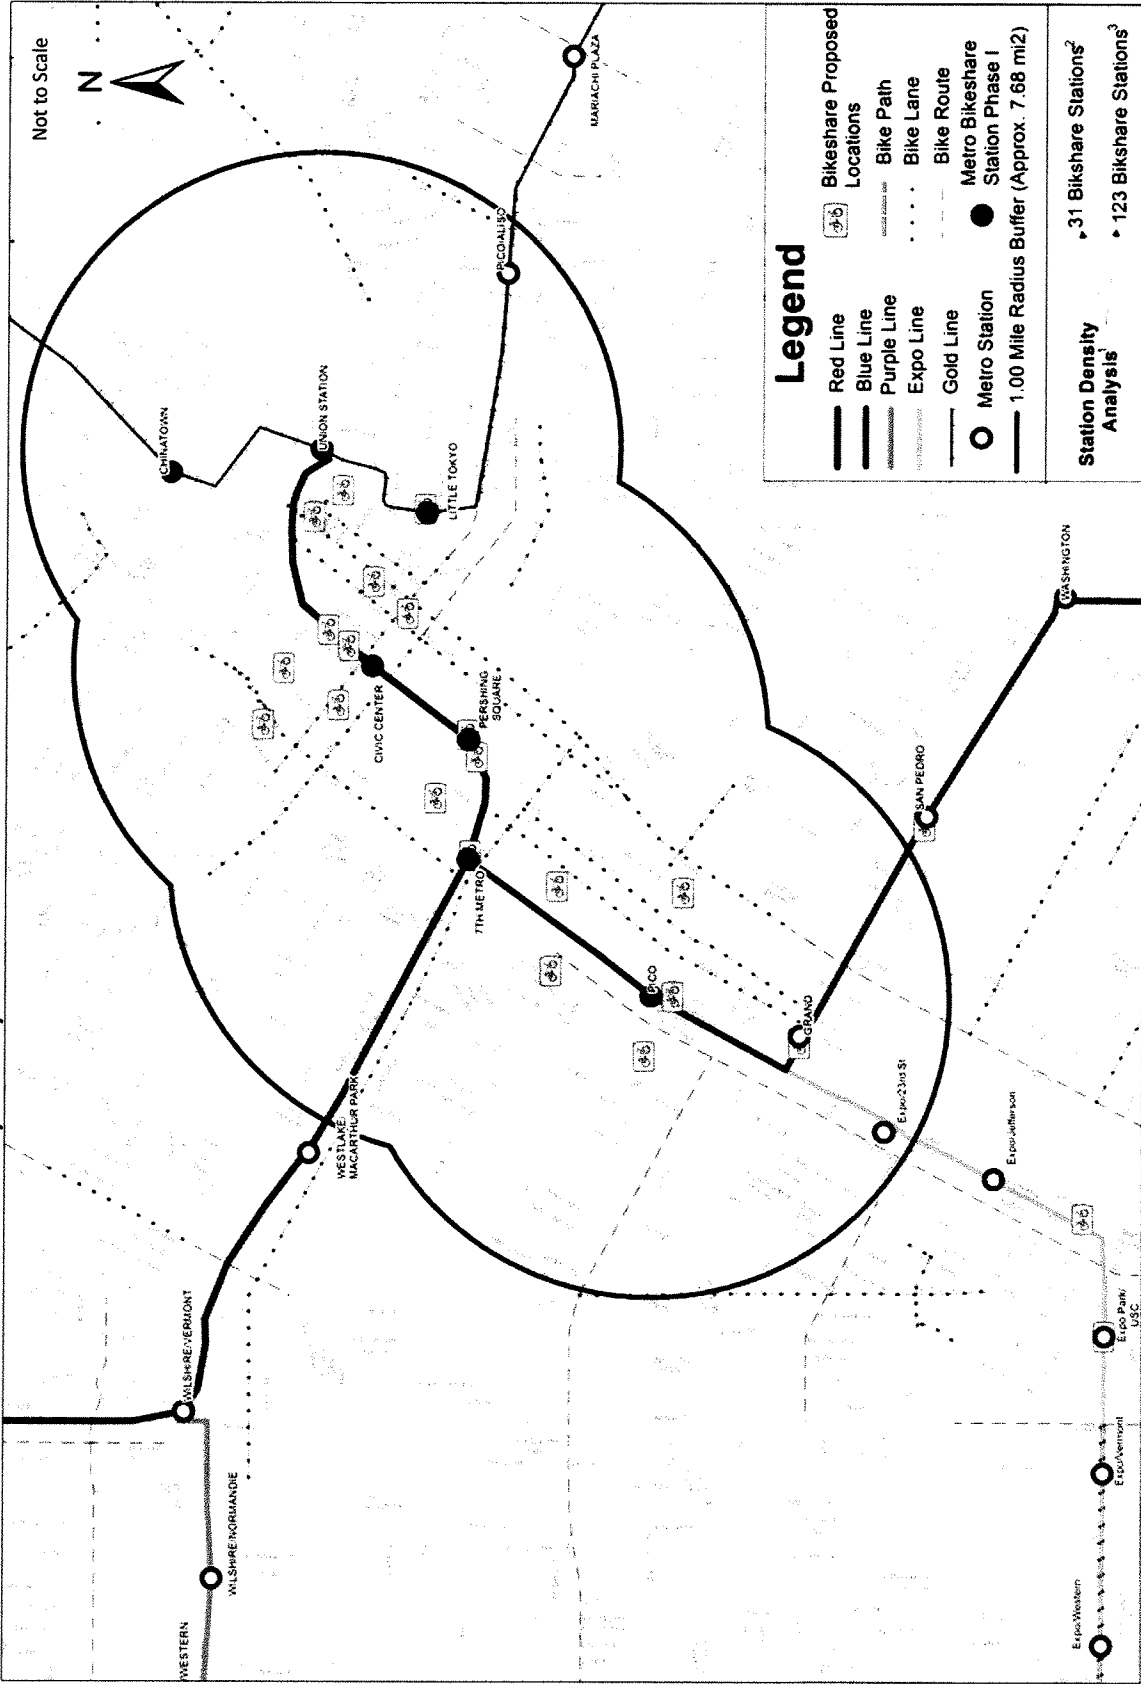 Not to Scale
N
CHINATOWN
UNION STATION
LITTLE TOKYO
PICO/ALISO
MARIACHI PLAZA
CIVIC CENTER
PERSHING
SQUARE
7TH METRO
WESTLAKE/
MACARTHUR PARK
WILSHIRE/VERMONT
WILSHIRE/NORMANDIE
WESTERN
PICO
GRAND
SAN PEDRO
WASHINGTON
Expo/23rd St
Expo/Jefferson
Expo Park/
USC
Expo/Vermont
Expo/Western
Legend
Red Line
Blue Line
Purple Line
Expo Line
Gold Line
Metro Station
1.00 Mile Radius Buffer (Approx. 7.68 mi2)
Bikeshare Proposed
Locations
Bike Path
Bike Lane
Bike Route
Metro Bikeshare
Station Phase I
Station Density
Analysis¹
31 Bikshare Stations²
123 Bikshare Stations³